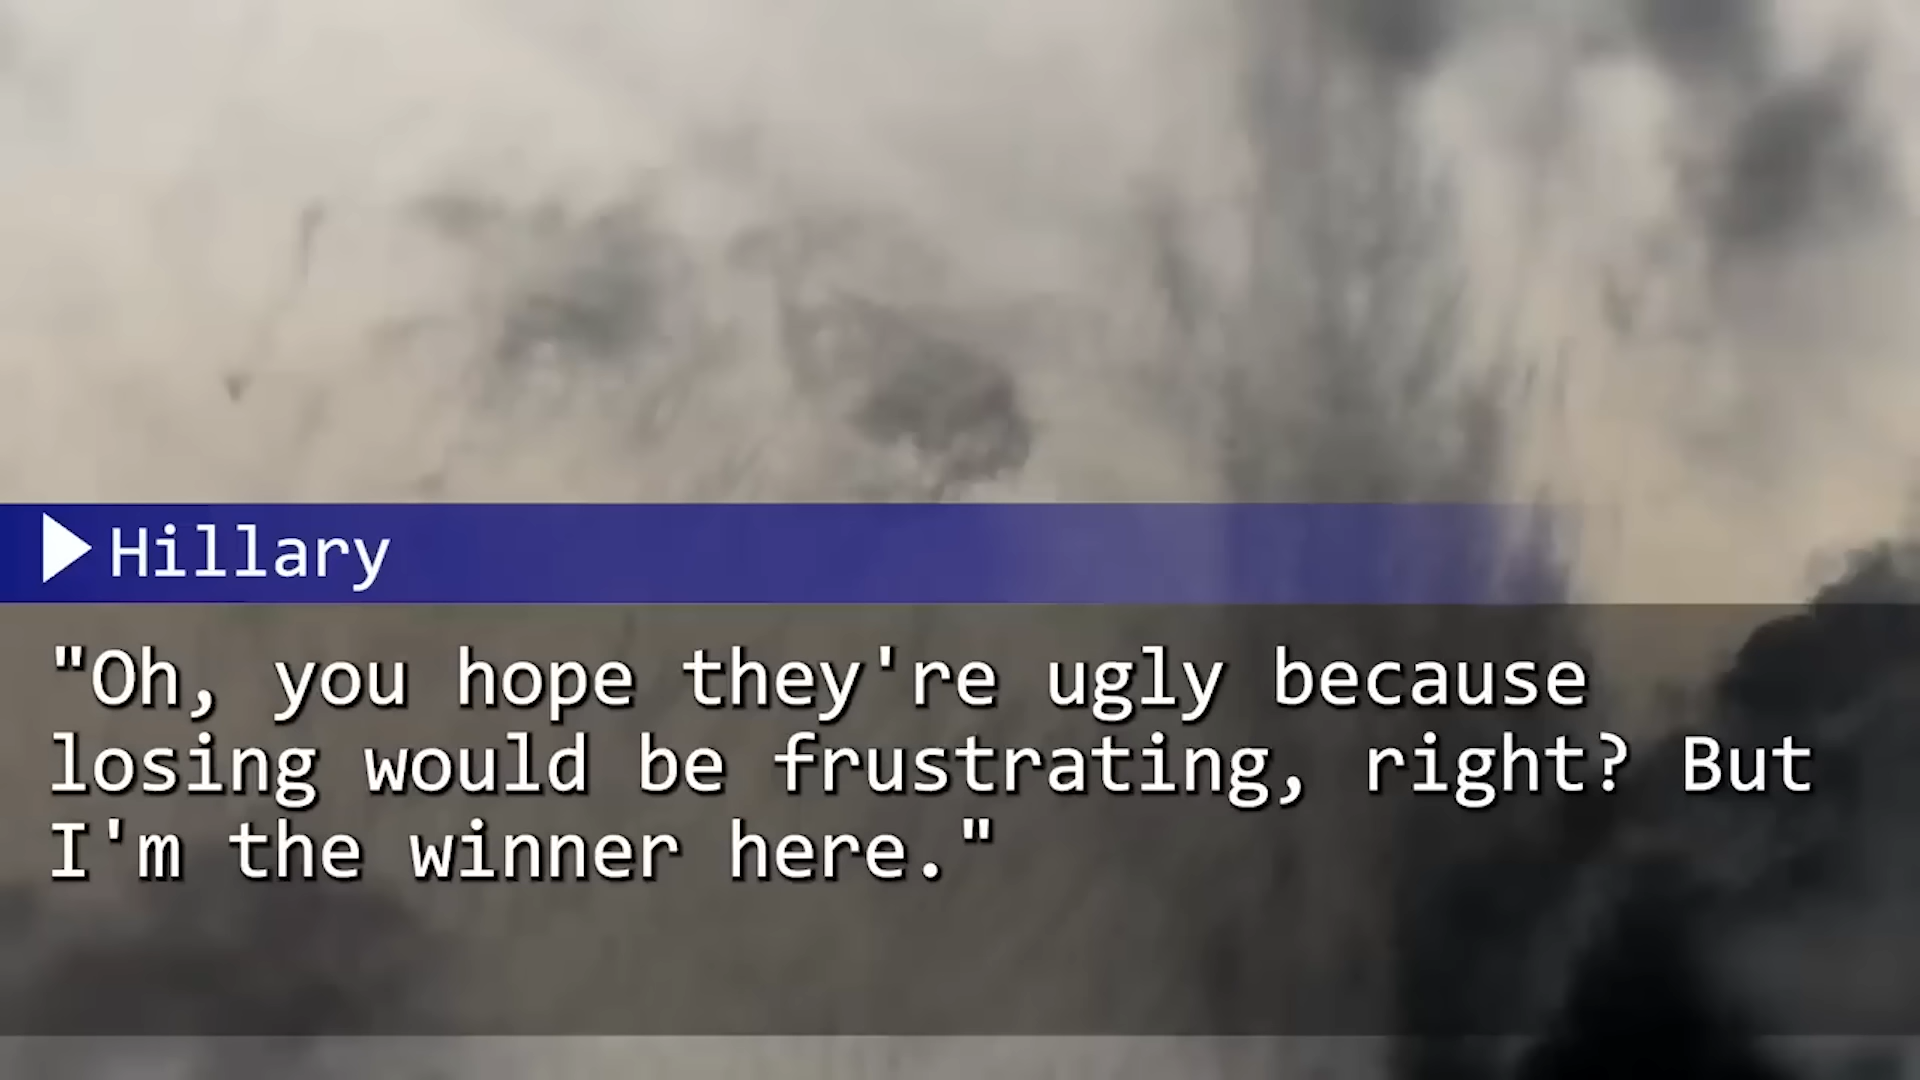 Hillary
"Oh, you hope they're ugly because
losing would be frustrating, right? But
I'm the winner here."